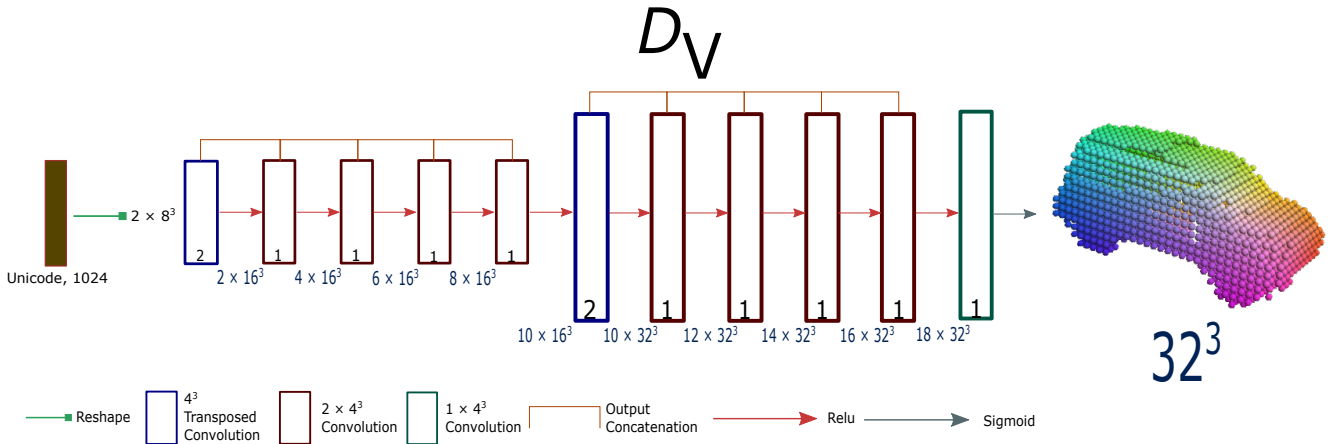 D_V
Unicode, 1024
2 × 8³
2
1
1
1
1
2 × 16³
4 × 16³
6 × 16³
8 × 16³
2
1
1
1
1
1
10 × 16³
10 × 32³
12 × 32³
14 × 32³
16 × 32³
18 × 32³
32³
Reshape
4³
Transposed
Convolution
2 × 4³
Convolution
1 × 4³
Convolution
Output
Concatenation
Relu
Sigmoid